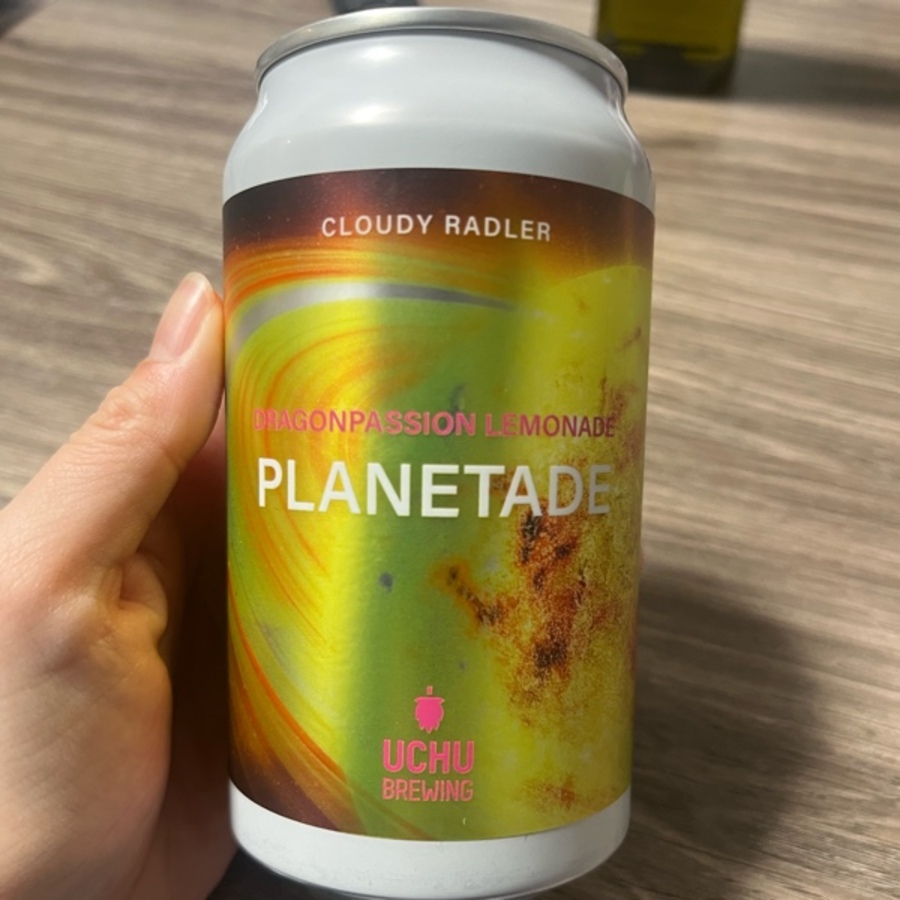 CLOUDY RADLER
DRAGONPASSION LEMONADE
PLANETADE
UCHU
BREWING